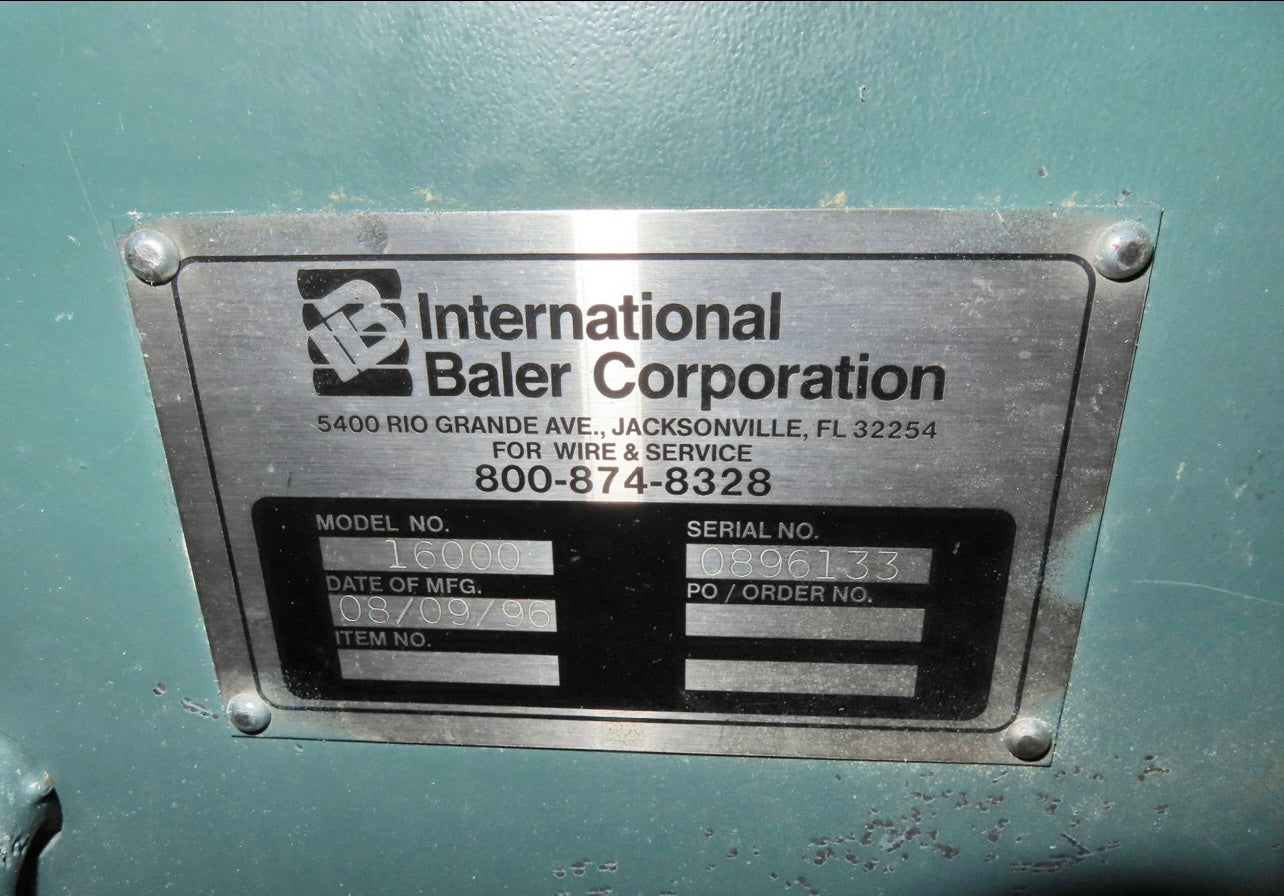 IB International
Baler Corporation
5400 RIO GRANDE AVE., JACKSONVILLE, FL 32254
FOR WIRE & SERVICE
800-874-8328
MODEL NO.
16000
SERIAL NO.
0896133
DATE OF MFG.
08/09/96
PO / ORDER NO.
ITEM NO.